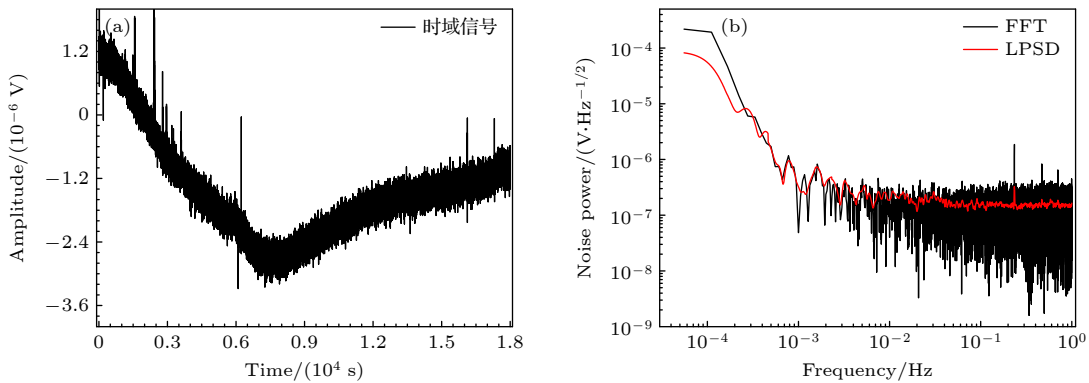 (a)
时域信号
1.2
0
−1.2
−2.4
−3.6
Amplitude/(10⁻⁶ V)
0
0.3
0.6
0.9
1.2
1.5
1.8
Time/(10⁴ s)
(b)
FFT
LPSD
10⁻⁴
10⁻⁵
10⁻⁶
10⁻⁷
10⁻⁸
10⁻⁹
Noise power/(V·Hz⁻¹/²)
10⁻⁴
10⁻³
10⁻²
10⁻¹
10⁰
Frequency/Hz